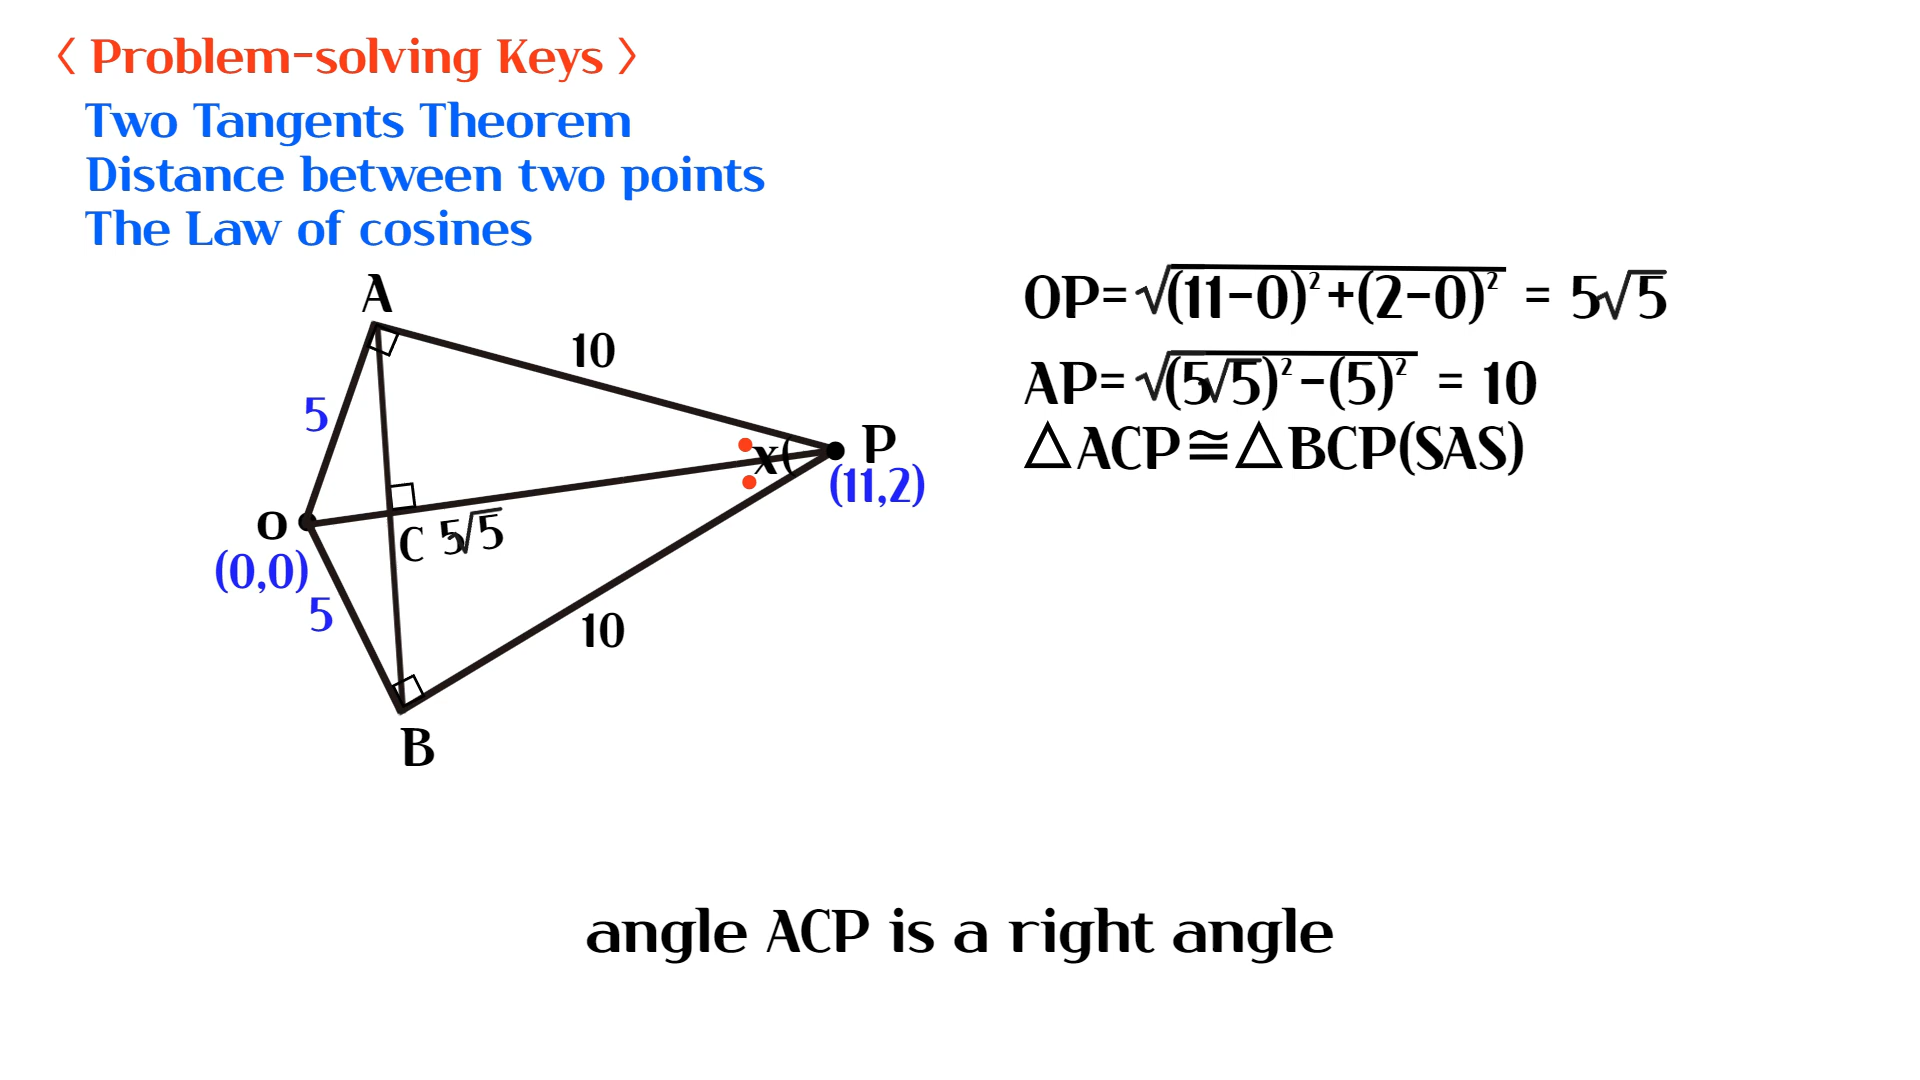 〈 Problem-solving Keys 〉
Two Tangents Theorem
Distance between two points
The Law of cosines
A
10
5
x
P
(11,2)
O
(0,0)
C 5√5
5
10
B
OP=√(11-0)²+(2-0)² = 5√5
AP=√(5√5)²-(5)² = 10
△ACP≅△BCP(SAS)
angle ACP is a right angle